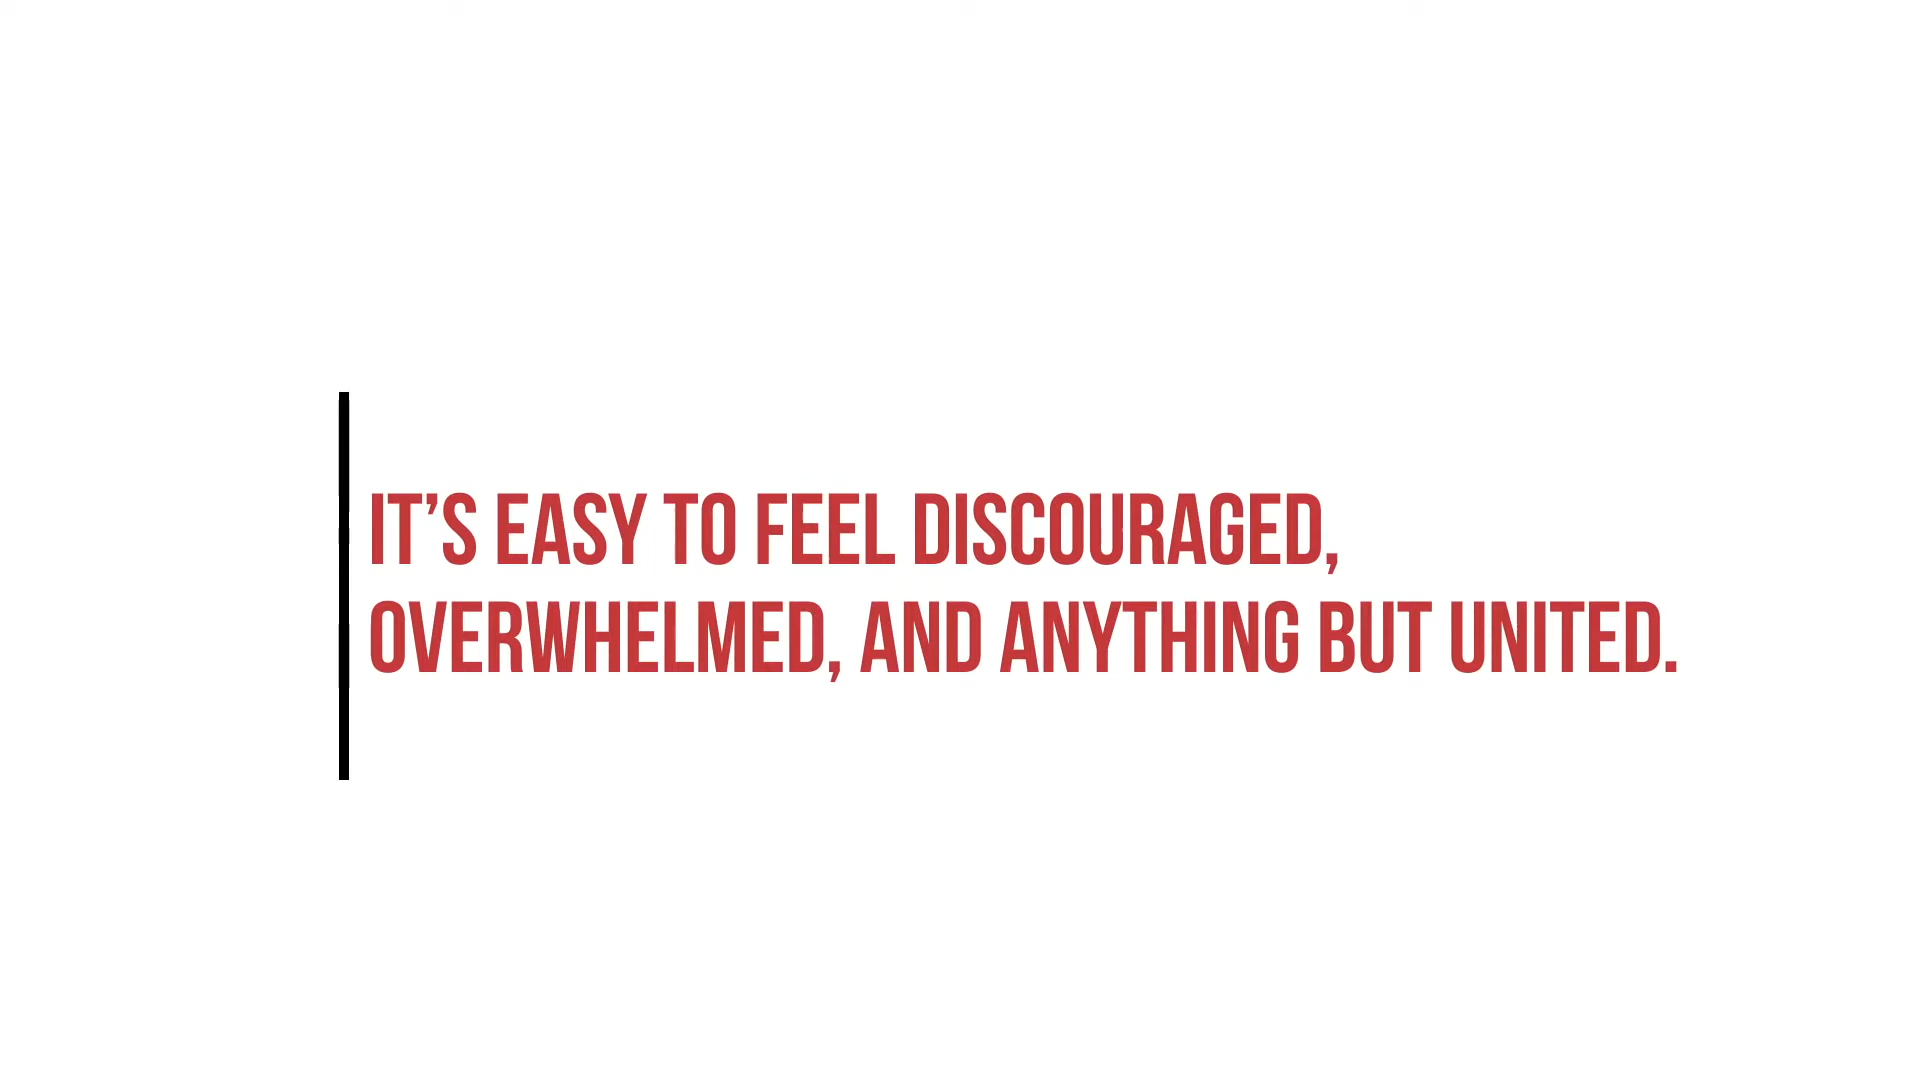 IT’S EASY TO FEEL DISCOURAGED,
OVERWHELMED, AND ANYTHING BUT UNITED.